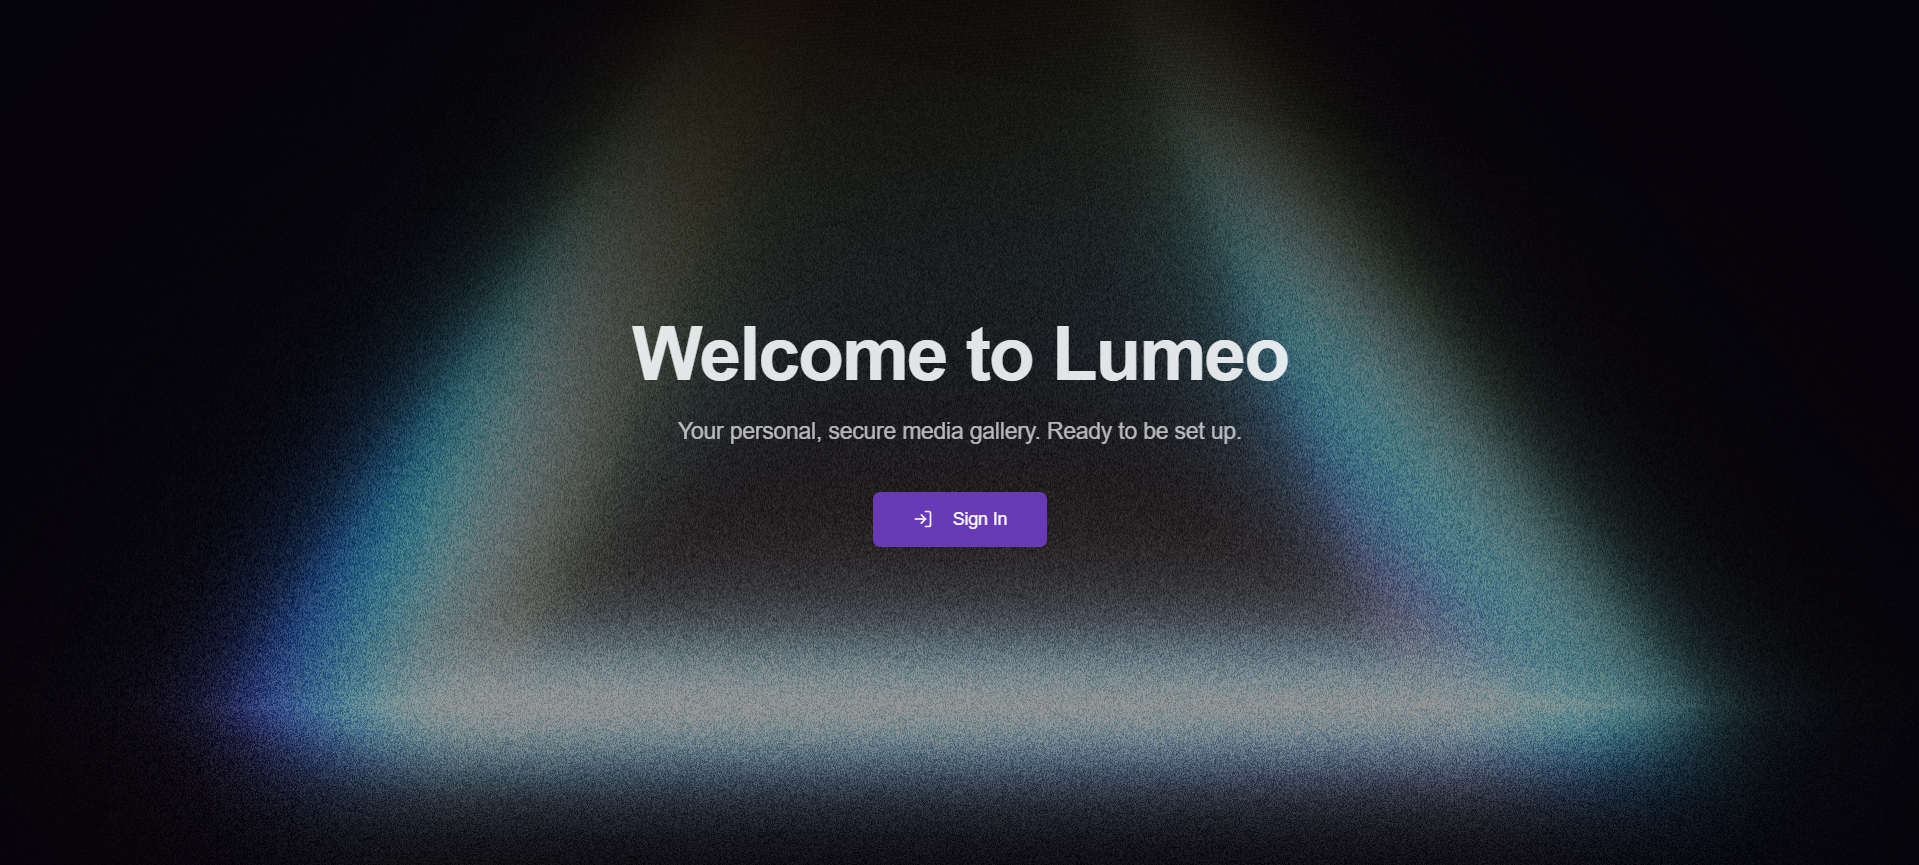 Welcome to Lumeo
Your personal, secure media gallery. Ready to be set up.
Sign In